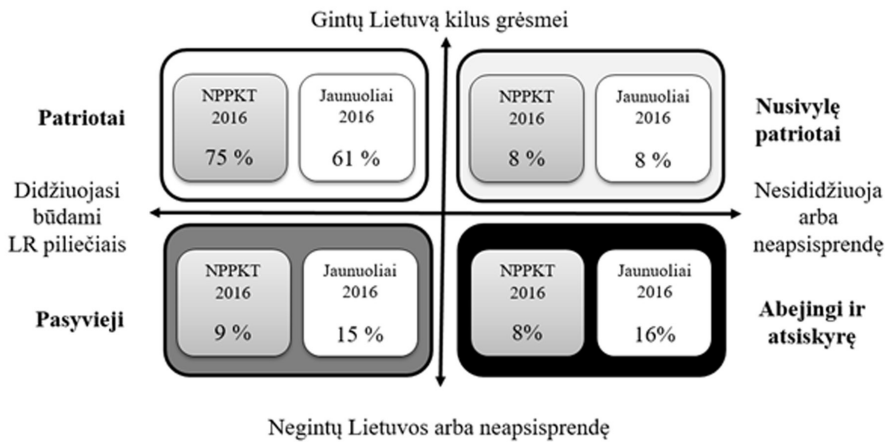 Gintų Lietuvą kilus grėsmei
Patriotai
NPPKT
2016
75 %
Jaunuoliai
2016
61 %
NPPKT
2016
8 %
Jaunuoliai
2016
8 %
Nusivylę
patriotai
Didžiuojasi
būdami
LR piliečiais
Nesididžiuoja
arba
neapsisprendę
Pasyvieji
NPPKT
2016
9 %
Jaunuoliai
2016
15 %
NPPKT
2016
8%
Jaunuoliai
2016
16%
Abejingi ir
atsiskyrę
Negintų Lietuvos arba neapsisprendę